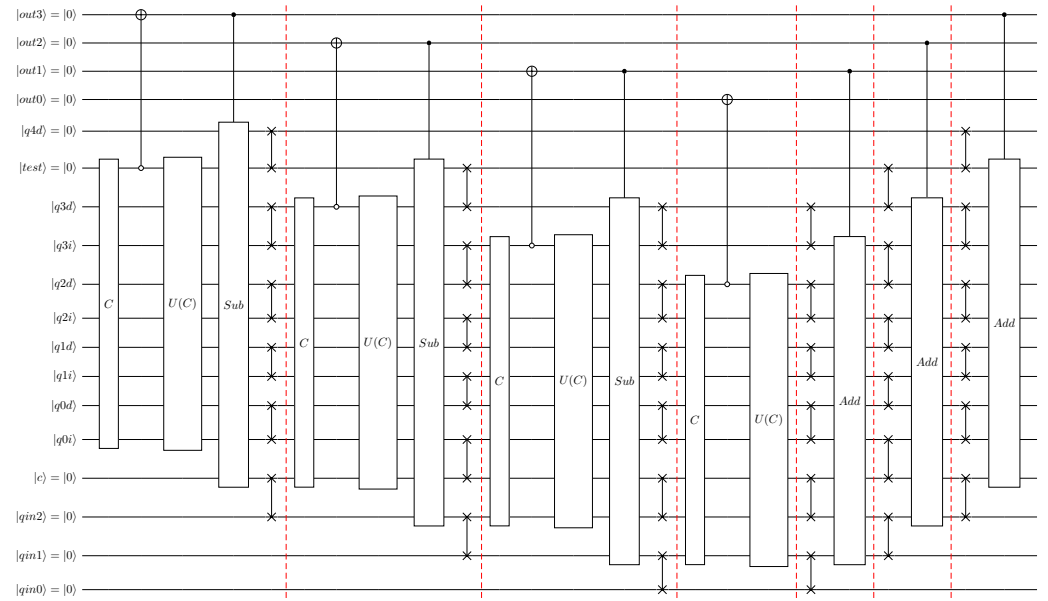 |out3⟩ = |0⟩
|out2⟩ = |0⟩
|out1⟩ = |0⟩
|out0⟩ = |0⟩
|q4d⟩ = |0⟩
|test⟩ = |0⟩
|q3d⟩
|q3i⟩
|q2d⟩
|q2i⟩
|q1d⟩
|q1i⟩
|q0d⟩
|q0i⟩
|c⟩ = |0⟩
|qin2⟩ = |0⟩
|qin1⟩ = |0⟩
|qin0⟩ = |0⟩
C
U(C)
Sub
C
U(C)
Sub
C
U(C)
Sub
C
U(C)
Add
Add
Add